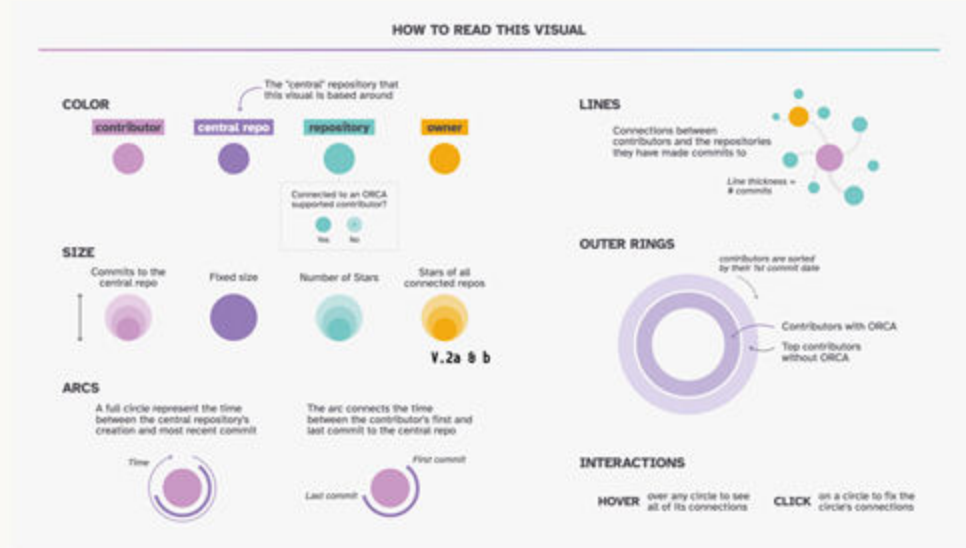 HOW TO READ THIS VISUAL
COLOR
The "central" repository that
this visual is based around
contributor
central repo
repository
owner
Connected to an ORCA
supported contributor?
Yes
No
SIZE
Commits to the
central repo
Fixed size
Number of Stars
Stars of all
connected repos
V.2a & b
ARCS
A full circle represent the time
between the central repository's
creation and most recent commit
Time
The arc connects the time
between the contributor's first and
last commit to the central repo
First commit
Last commit
LINES
Connections between
contributors and the repositories
they have made commits to
Line thickness =
# commits
OUTER RINGS
contributors are sorted
by their 1st commit date
Contributors with ORCA
Top contributors
without ORCA
INTERACTIONS
HOVER over any circle to see
all of its connections
CLICK on a circle to fix the
circle's connections